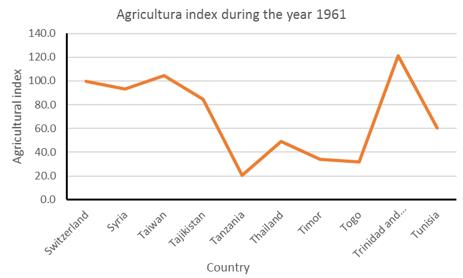 Agricultura index during the year 1961
140.0
120.0
100.0
80.0
60.0
40.0
20.0
0.0
Agricultural index
Switzerland
Syria
Taiwan
Tajikistan
Tanzania
Thailand
Timor
Togo
Trinidad and...
Tunisia
Country